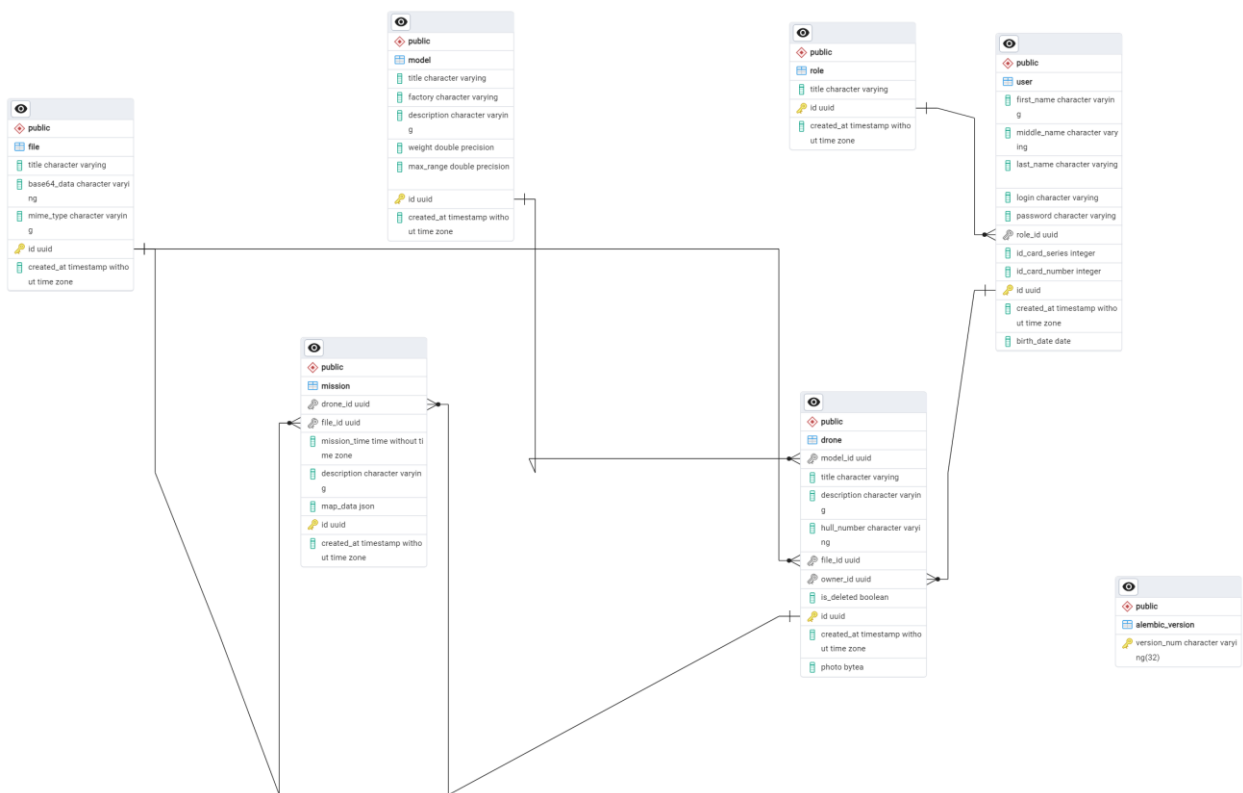 public
file
title character varying
base64_data character varyi
ng
mime_type character varyin
g
id uuid
created_at timestamp witho
ut time zone
public
model
title character varying
factory character varying
description character varyin
g
weight double precision
max_range double precision
id uuid
created_at timestamp witho
ut time zone
public
role
title character varying
id uuid
created_at timestamp witho
ut time zone
public
user
first_name character varyin
g
middle_name character vary
ing
last_name character varying
login character varying
password character varying
role_id uuid
id_card_series integer
id_card_number integer
id uuid
created_at timestamp witho
ut time zone
birth_date date
public
mission
drone_id uuid
file_id uuid
mission_time time without ti
me zone
description character varyin
g
map_data json
id uuid
created_at timestamp witho
ut time zone
public
drone
model_id uuid
title character varying
description character varyin
g
hull_number character varyi
ng
file_id uuid
owner_id uuid
is_deleted boolean
id uuid
created_at timestamp witho
ut time zone
photo bytea
public
alembic_version
version_num character varyi
ng(32)